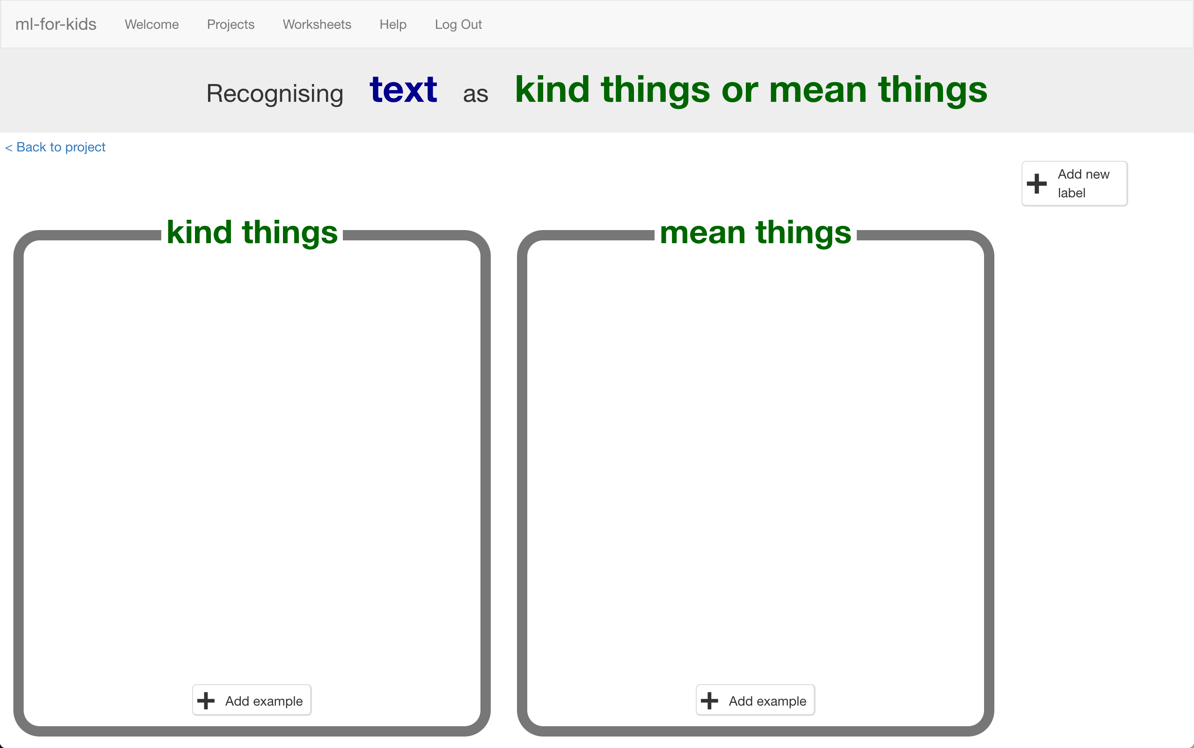 ml-for-kids Welcome Projects Worksheets Help Log Out
Recognising text as kind things or mean things
< Back to project
Add new
label
kind things mean things
Add example Add example